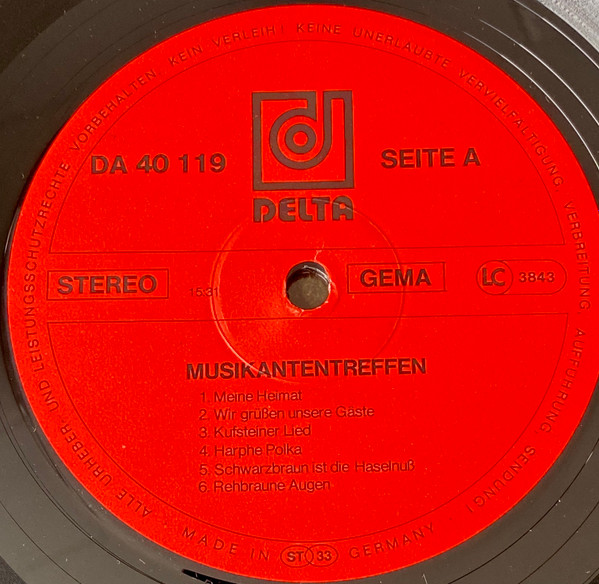 ALLE URHEBER UND LEISTUNGSSCHUTZRECHTE VORBEHALTEN. KEIN VERLEIH! KEINE UNERLAUBTE VERVIELFÄLTIGUNG VERBREITUNG AUFFÜHRUNG SENDUNG!
DA 40 119
SEITE A
DELTA
STEREO
15:31
GEMA
LC 3843
MUSIKANTENTREFFEN
1. Meine Heimat
2. Wir grüßen unsere Gäste
3. Kufsteiner Lied
4. Harphe Polka
5. Schwarzbraun ist die Haselnuß
6. Rehbraune Augen
MADE IN ST 33 GERMANY